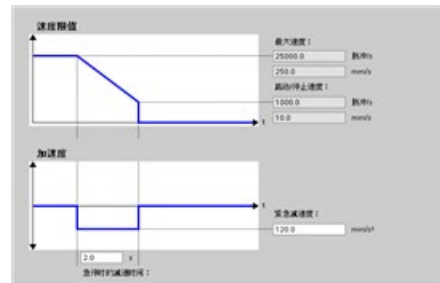 速度限值
最大速度：
25000.0 脉冲/s
250.0 mm/s
启动/停止速度：
1000.0 脉冲/s
10.0 mm/s
t
加速度
t
紧急减速度：
120.0 mm/s²
2.0 s
急停时的减速时间：